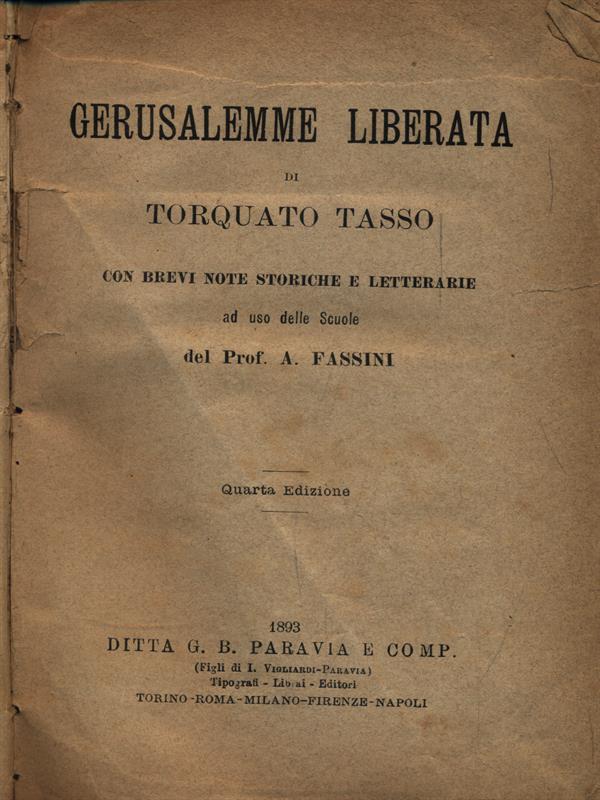 GERUSALEMME LIBERATA
DI
TORQUATO TASSO
CON BREVI NOTE STORICHE E LETTERARIE
ad uso delle Scuole
del Prof. A. FASSINI
Quarta Edizione
1893
DITTA G. B. PARAVIA E COMP.
(Figli di I. VIGLIARDI-PARAVIA)
Tipografi - Librai - Editori
TORINO-ROMA-MILANO-FIRENZE-NAPOLI